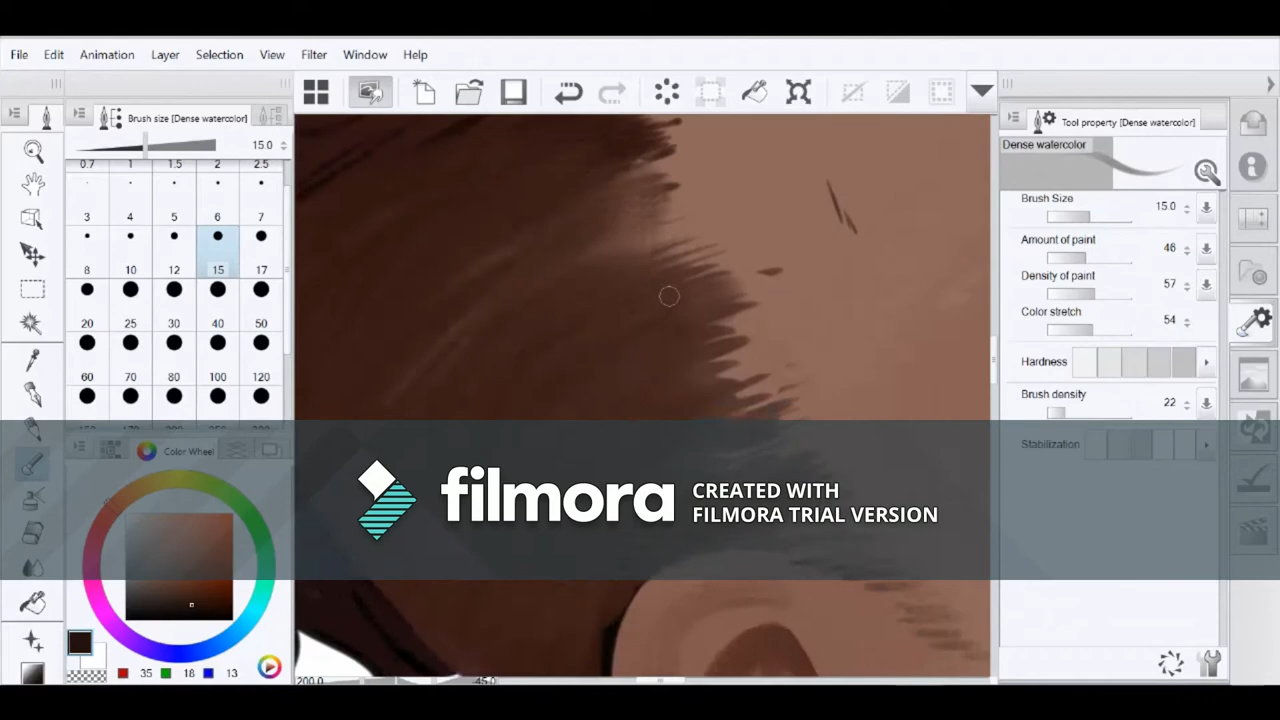 File Edit Animation Layer Selection View Filter Window Help
Brush size [Dense watercolor]
15.0
0.7 1 1.5 2 2.5
3 4 5 6 7
8 10 12 15 17
20 25 30 40 50
60 70 80 100 120
Color Wheel
35 18 13
200.0 -45.0
Tool property [Dense watercolor]
Dense watercolor
Brush Size 15.0
Amount of paint 46
Density of paint 57
Color stretch 54
Hardness
Brush density 22
Stabilization
filmora
CREATED WITH
FILMORA TRIAL VERSION